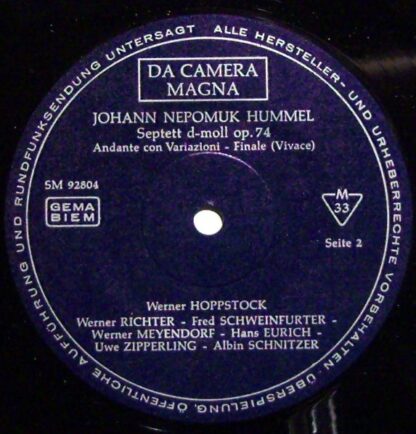 ALLE HERSTELLER- UND URHEBERRECHTE VORBEHALTEN · ÜBERSPIELUNG, ÖFFENTLICHE AUFFÜHRUNG UND RUNDFUNKSENDUNG UNTERSAGT
DA CAMERA
MAGNA
JOHANN NEPOMUK HUMMEL
Septett d-moll op. 74
Andante con Variazioni - Finale (Vivace)
SM 92804
GEMA
BIEM
M
33
Seite 2
Werner HOPPSTOCK
Werner RICHTER - Fred SCHWEINFURTER -
Werner MEYENDORF - Hans EURICH -
Uwe ZIPPERLING - Albin SCHNITZER